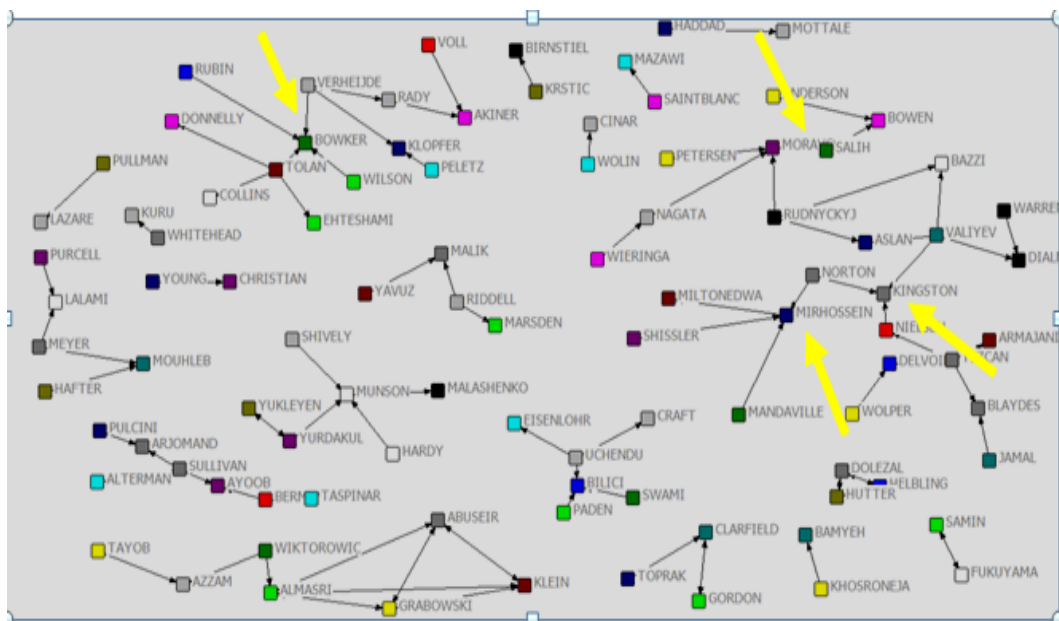 HADDAD
MOTTALE
VOLL
BIRNSTIEL
MAZAWI
RUBIN
VERHEIJDE
RADY
KRSTIC
SAINTBLANC
ANDERSON
DONNELLY
AKINER
CINAR
BOWEN
BOWKER
KLOPFER
PETERSEN
SALIH
PULLMAN
TOLAN
PELETZ
WOLIN
BAZZI
WILSON
COLLINS
LAZARE
KURU
EHTESHAMI
NAGATA
RUDNYCKYJ
WARREN
WHITEHEAD
ASLAN
VALIYEV
PURCELL
MALIK
WIERINGA
YOUNG
CHRISTIAN
NORTON
LALAMI
YAVUZ
RIDDELL
MILTONEDWA
KINGSTON
MARSDEN
MIRHOSSEIN
SHIVELY
SHISSLER
ARMAJANI
MEYER
MOUHLEB
HAFTER
MUNSON
MALASHENKO
YUKLEYEN
MANDAVILLE
WOLPER
BLAYDES
PULCINI
YURDAKUL
EISENLOHR
CRAFT
ARJOMAND
HARDY
UCHENDU
JAMAL
SULLIVAN
DOLEZAL
ALTERMAN
AYOOB
BILICI
HELBLING
TASPINAR
SWAMI
HUTTER
PADEN
ABUSEIR
CLARFIELD
BAMYEH
SAMIN
TAYOB
WIKTOROWIC
AZZAM
ALMASRI
KLEIN
TOPRAK
KHOSRONEJA
FUKUYAMA
GRABOWSKI
GORDON